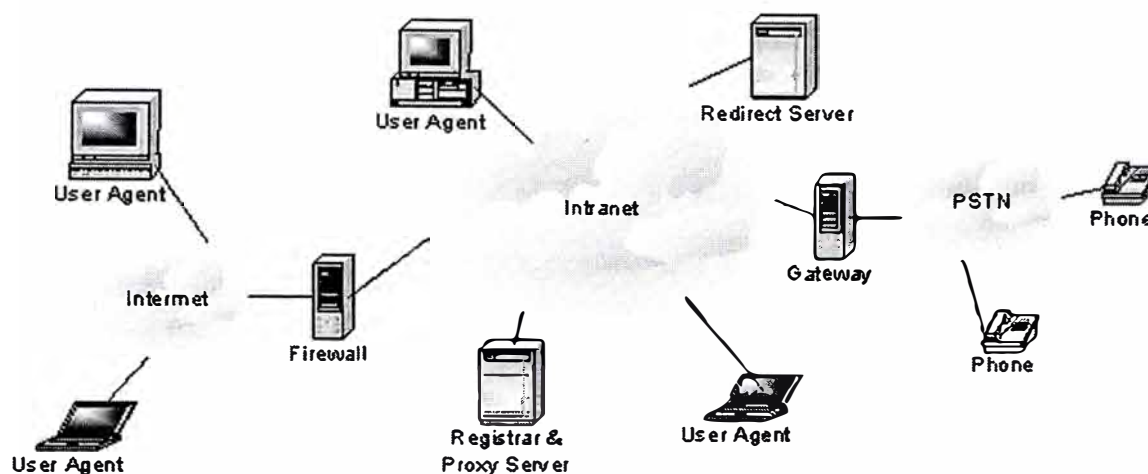 User Agent
Redirect Server
User Agent
Intranet
PSTN
Phone
Gateway
Intermet
Firewall
Phone
User Agent
Registrar &
Proxy Server
User Agent